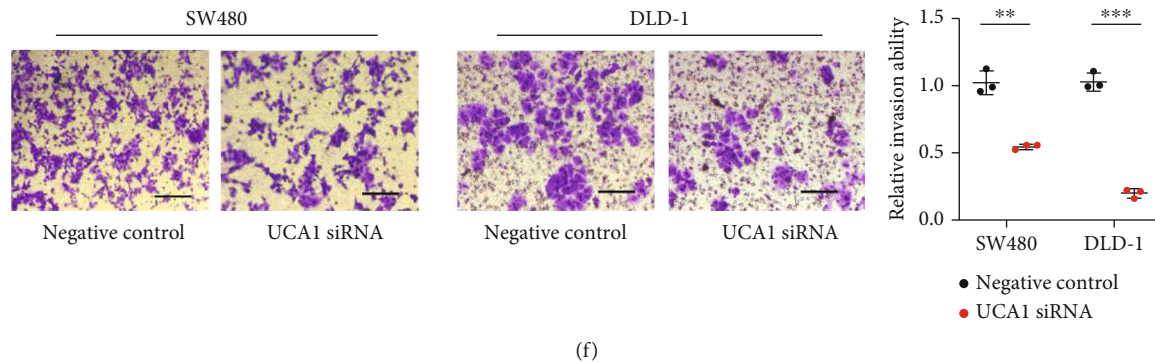 SW480
DLD-1
Negative control
UCA1 siRNA
Negative control
UCA1 siRNA
Relative invasion ability
1.5
1.0
0.5
0.0
**
***
SW480
DLD-1
Negative control
UCA1 siRNA
(f)